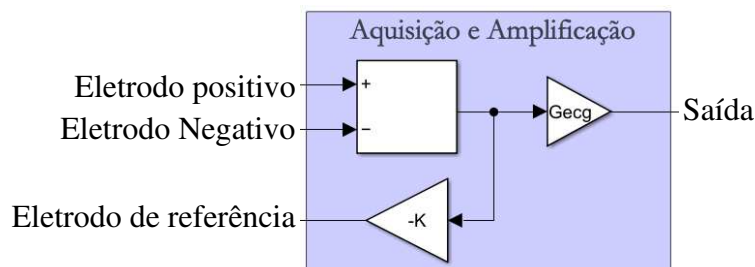 Aquisição e Amplificação
Eletrodo positivo
+
Eletrodo Negativo
−
Gecg
Saída
Eletrodo de referência
-K